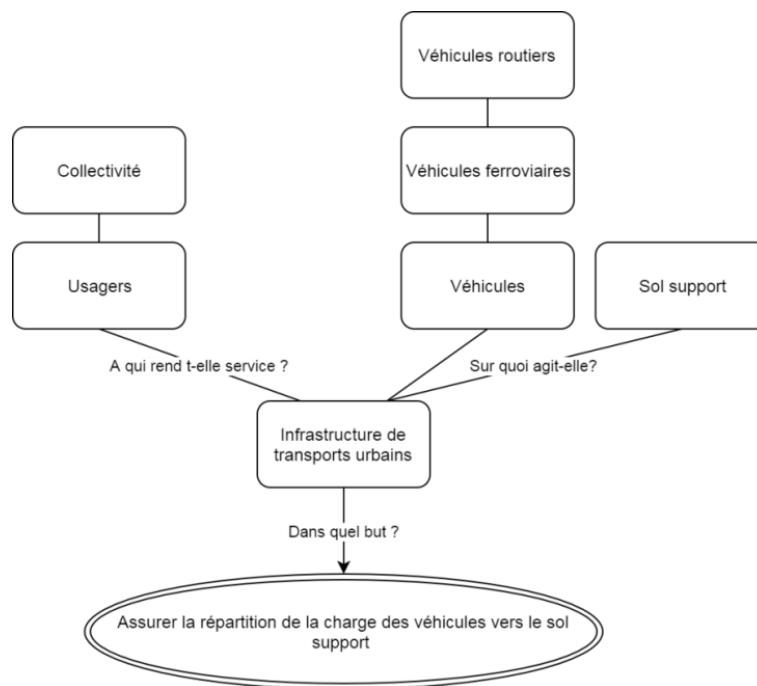 Véhicules routiers
Collectivité
Véhicules ferroviaires
Usagers
Véhicules
Sol support
A qui rend t-elle service ?
Sur quoi agit-elle?
Infrastructure de
transports urbains
Dans quel but ?
Assurer la répartition de la charge des véhicules vers le sol
support